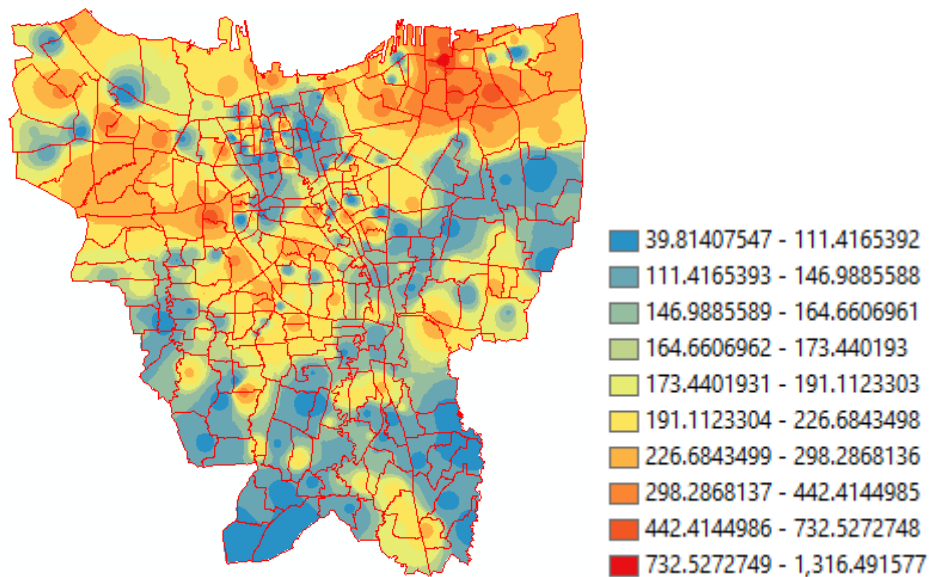 39.81407547 - 111.4165392
111.4165393 - 146.9885588
146.9885589 - 164.6606961
164.6606962 - 173.440193
173.4401931 - 191.1123303
191.1123304 - 226.6843498
226.6843499 - 298.2868136
298.2868137 - 442.4144985
442.4144986 - 732.5272748
732.5272749 - 1,316.491577